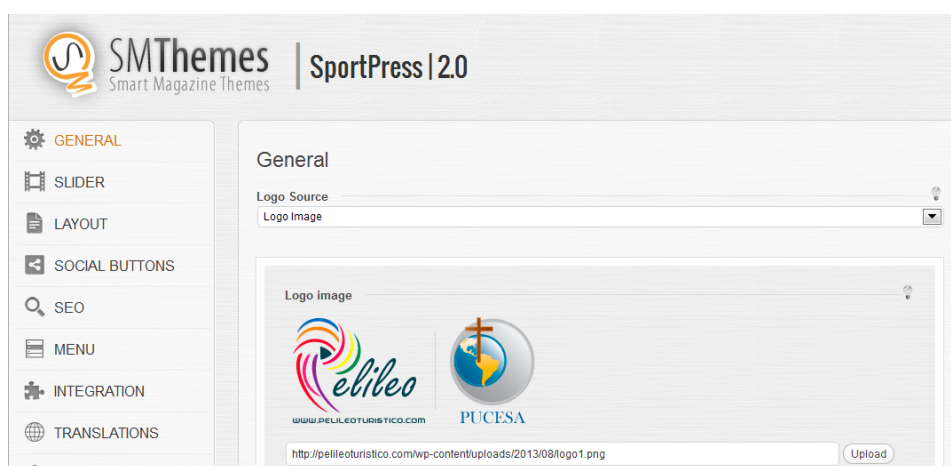 SMThemes
Smart Magazine Themes
SportPress | 2.0
GENERAL
SLIDER
LAYOUT
SOCIAL BUTTONS
SEO
MENU
INTEGRATION
TRANSLATIONS
General
Logo Source
Logo Image
Logo image
Pelileo
WWW.PELILEOTURISTICO.COM
PUCESA
http://pelileoturistico.com/wp-content/uploads/2013/08/logo1.png
Upload